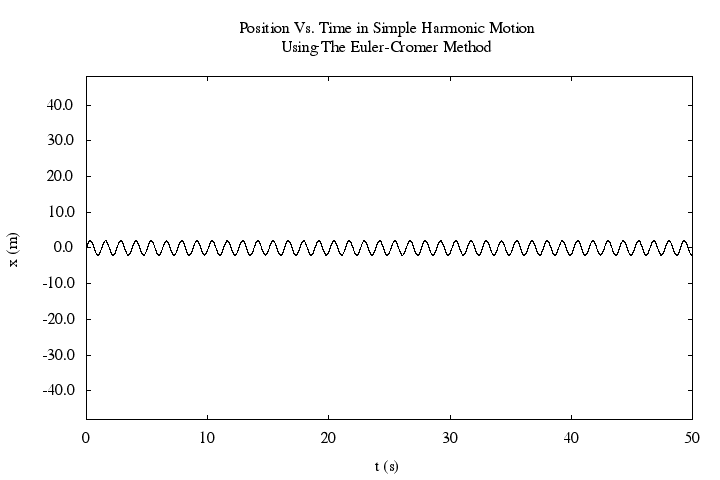 Position Vs. Time in Simple Harmonic Motion
Using The Euler-Cromer Method
40.0
30.0
20.0
10.0
0.0
-10.0
-20.0
-30.0
-40.0
x (m)
0 10 20 30 40 50
t (s)